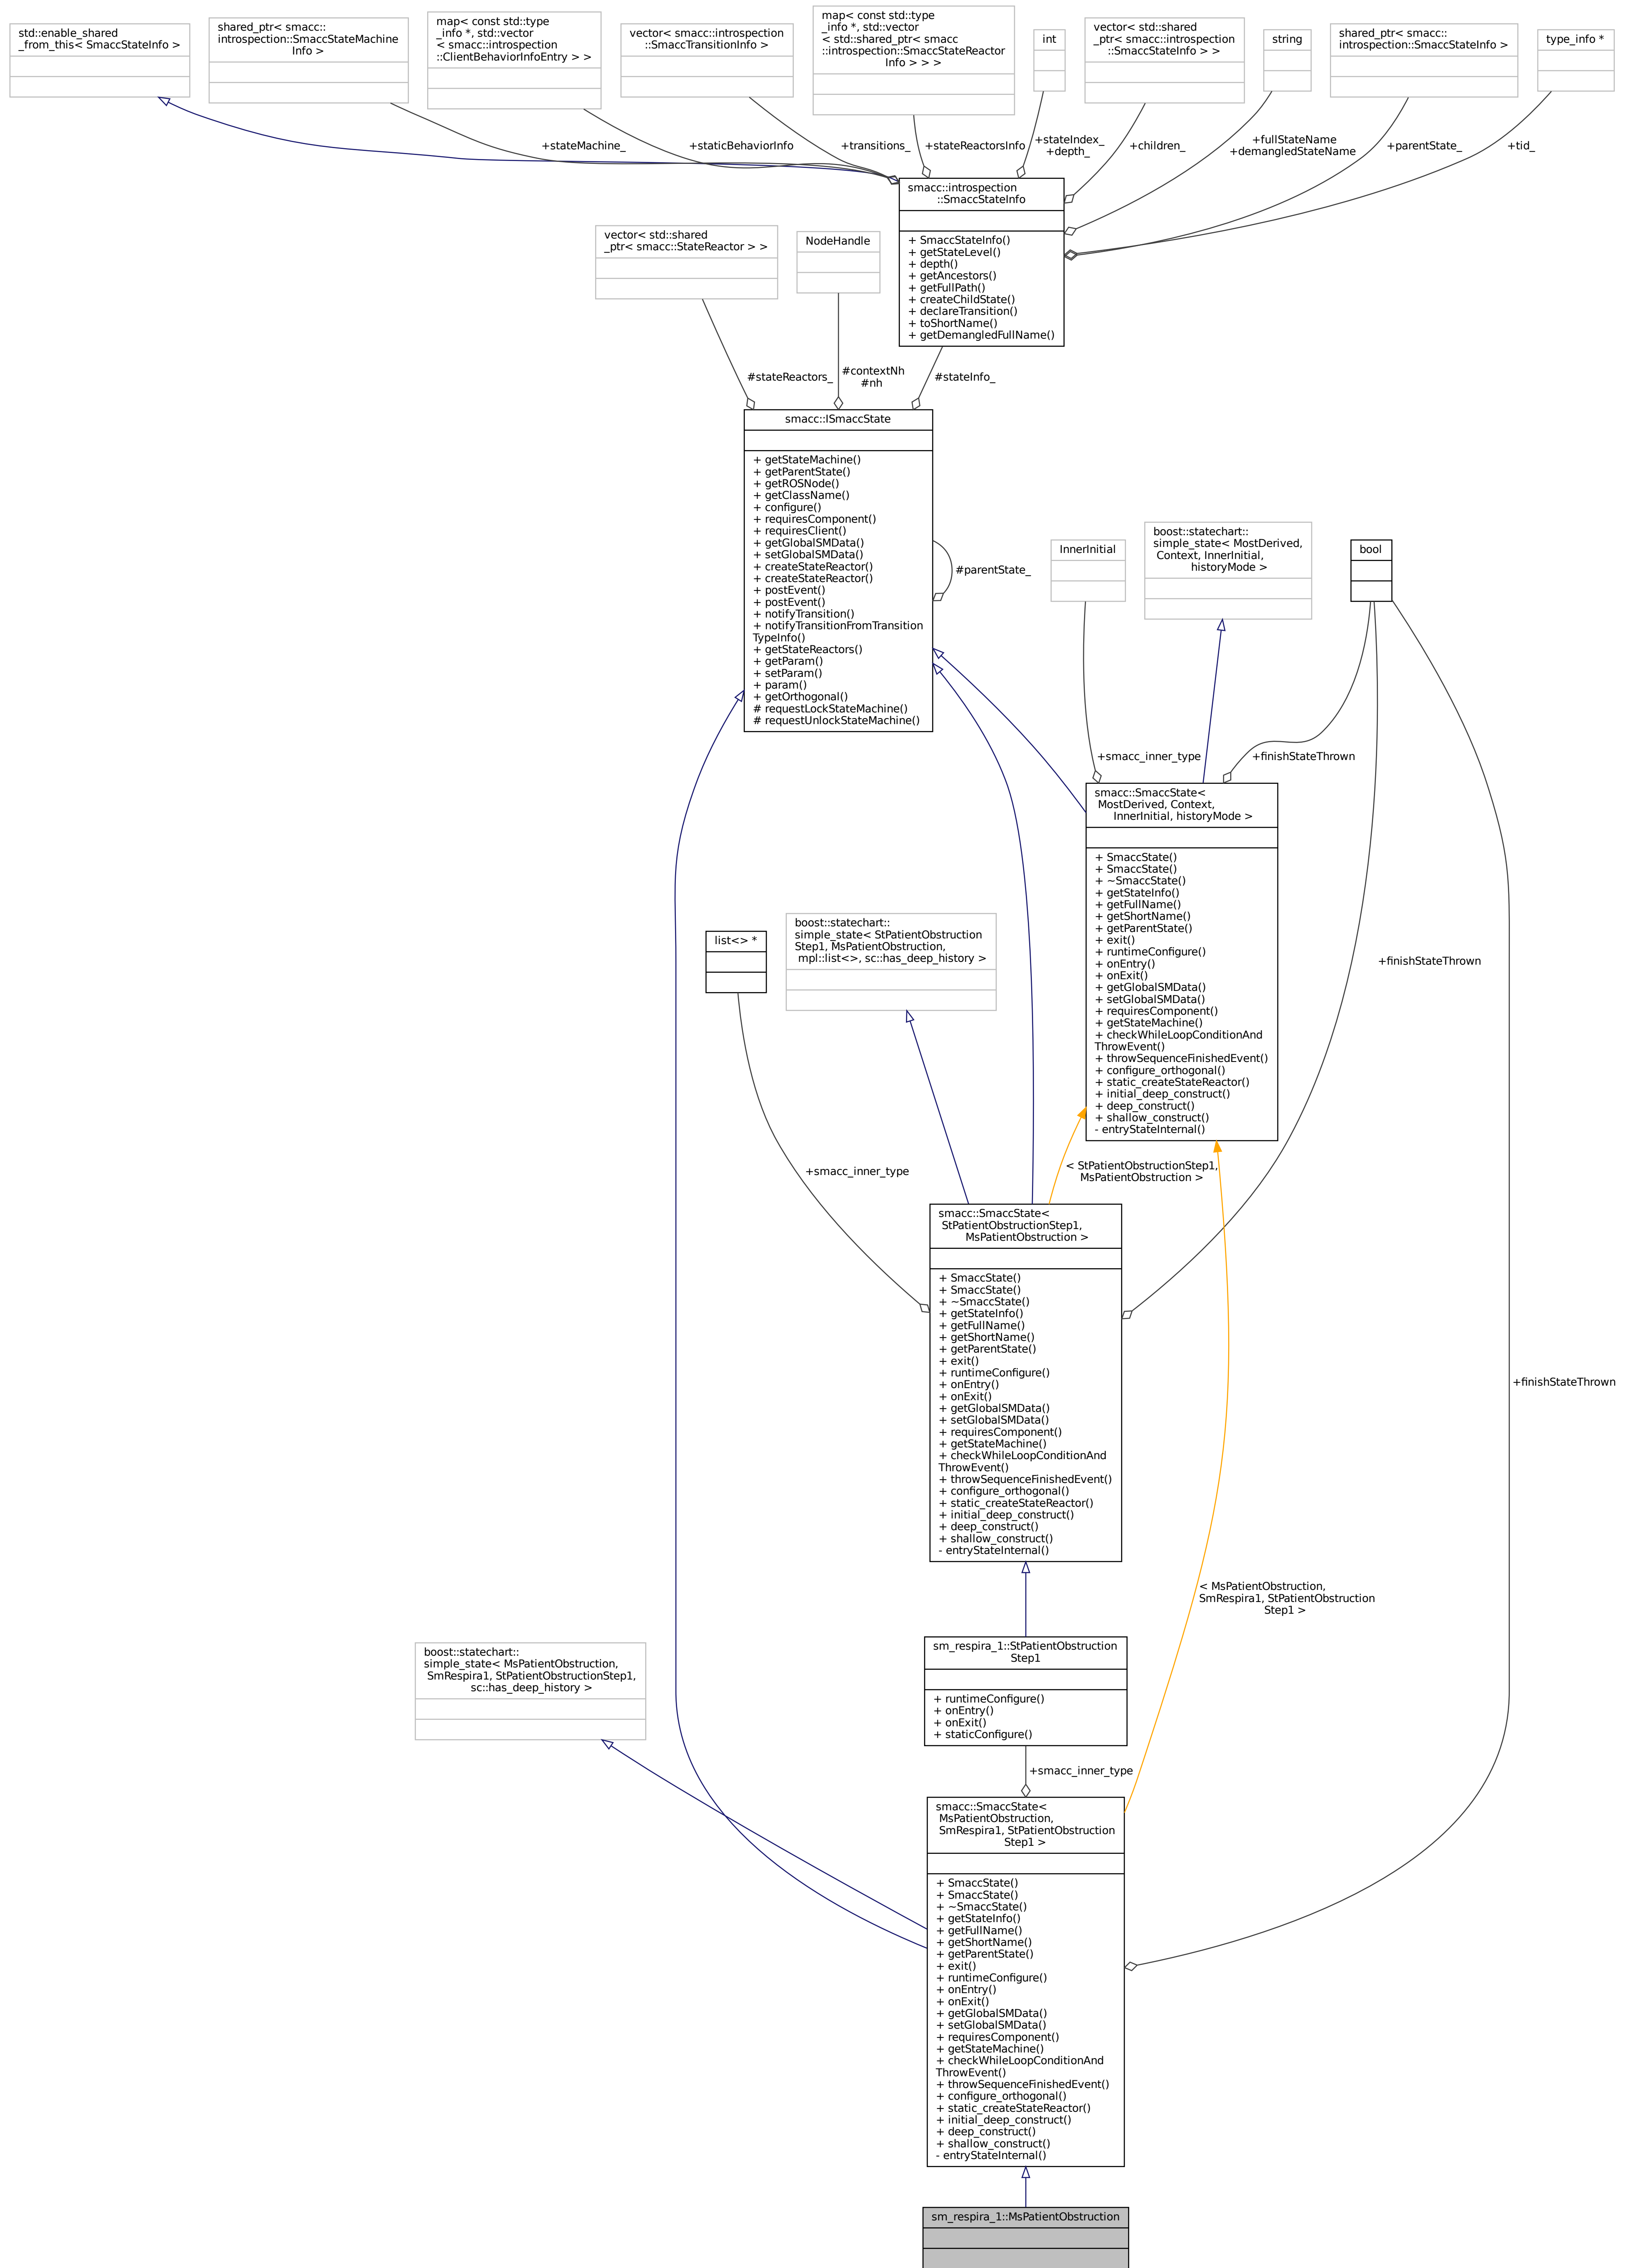 std::enable_shared
_from_this< SmaccStateInfo >
shared_ptr< smacc::
introspection::SmaccStateMachine
Info >
map< const std::type
_info *, std::vector
< smacc::introspection
::ClientBehaviorInfoEntry > >
vector< smacc::introspection
::SmaccTransitionInfo >
map< const std::type
_info *, std::vector
< std::shared_ptr< smacc
::introspection::SmaccStateReactor
Info > > >
int
vector< std::shared
_ptr< smacc::introspection
::SmaccStateInfo > >
string
shared_ptr< smacc::
introspection::SmaccStateInfo >
type_info *
+stateMachine_
+staticBehaviorInfo
+transitions_
+stateReactorsInfo
+stateIndex_
+depth_
+children_
+fullStateName
+demangledStateName
+parentState_
+tid_
smacc::introspection
::SmaccStateInfo
+ SmaccStateInfo()
+ getStateLevel()
+ depth()
+ getAncestors()
+ getFullPath()
+ createChildState()
+ declareTransition()
+ toShortName()
+ getDemangledFullName()
vector< std::shared
_ptr< smacc::StateReactor > >
NodeHandle
#stateReactors_
#contextNh
#nh
#stateInfo_
smacc::ISmaccState
+ getStateMachine()
+ getParentState()
+ getROSNode()
+ getClassName()
+ configure()
+ requiresComponent()
+ requiresClient()
+ getGlobalSMData()
+ setGlobalSMData()
+ createStateReactor()
+ createStateReactor()
+ postEvent()
+ postEvent()
+ notifyTransition()
+ notifyTransitionFromTransition
TypeInfo()
+ getStateReactors()
+ getParam()
+ setParam()
+ param()
+ getOrthogonal()
# requestLockStateMachine()
# requestUnlockStateMachine()
#parentState_
InnerInitial
boost::statechart::
simple_state< MostDerived,
Context, InnerInitial,
historyMode >
bool
+smacc_inner_type
+finishStateThrown
smacc::SmaccState<
MostDerived, Context,
InnerInitial, historyMode >
+ SmaccState()
+ SmaccState()
+ ~SmaccState()
+ getStateInfo()
+ getFullName()
+ getShortName()
+ getParentState()
+ exit()
+ runtimeConfigure()
+ onEntry()
+ onExit()
+ getGlobalSMData()
+ setGlobalSMData()
+ requiresComponent()
+ getStateMachine()
+ checkWhileLoopConditionAnd
ThrowEvent()
+ throwSequenceFinishedEvent()
+ configure_orthogonal()
+ static_createStateReactor()
+ initial_deep_construct()
+ deep_construct()
+ shallow_construct()
- entryStateInternal()
list<> *
boost::statechart::
simple_state< StPatientObstruction
Step1, MsPatientObstruction,
mpl::list<>, sc::has_deep_history >
+finishStateThrown
+smacc_inner_type
< StPatientObstructionStep1,
MsPatientObstruction >
smacc::SmaccState<
StPatientObstructionStep1,
MsPatientObstruction >
+ SmaccState()
+ SmaccState()
+ ~SmaccState()
+ getStateInfo()
+ getFullName()
+ getShortName()
+ getParentState()
+ exit()
+ runtimeConfigure()
+ onEntry()
+ onExit()
+ getGlobalSMData()
+ setGlobalSMData()
+ requiresComponent()
+ getStateMachine()
+ checkWhileLoopConditionAnd
ThrowEvent()
+ throwSequenceFinishedEvent()
+ configure_orthogonal()
+ static_createStateReactor()
+ initial_deep_construct()
+ deep_construct()
+ shallow_construct()
- entryStateInternal()
+finishStateThrown
< MsPatientObstruction,
SmRespira1, StPatientObstruction
Step1 >
sm_respira_1::StPatientObstruction
Step1
+ runtimeConfigure()
+ onEntry()
+ onExit()
+ staticConfigure()
boost::statechart::
simple_state< MsPatientObstruction,
SmRespira1, StPatientObstructionStep1,
sc::has_deep_history >
+smacc_inner_type
smacc::SmaccState<
MsPatientObstruction,
SmRespira1, StPatientObstruction
Step1 >
+ SmaccState()
+ SmaccState()
+ ~SmaccState()
+ getStateInfo()
+ getFullName()
+ getShortName()
+ getParentState()
+ exit()
+ runtimeConfigure()
+ onEntry()
+ onExit()
+ getGlobalSMData()
+ setGlobalSMData()
+ requiresComponent()
+ getStateMachine()
+ checkWhileLoopConditionAnd
ThrowEvent()
+ throwSequenceFinishedEvent()
+ configure_orthogonal()
+ static_createStateReactor()
+ initial_deep_construct()
+ deep_construct()
+ shallow_construct()
- entryStateInternal()
sm_respira_1::MsPatientObstruction